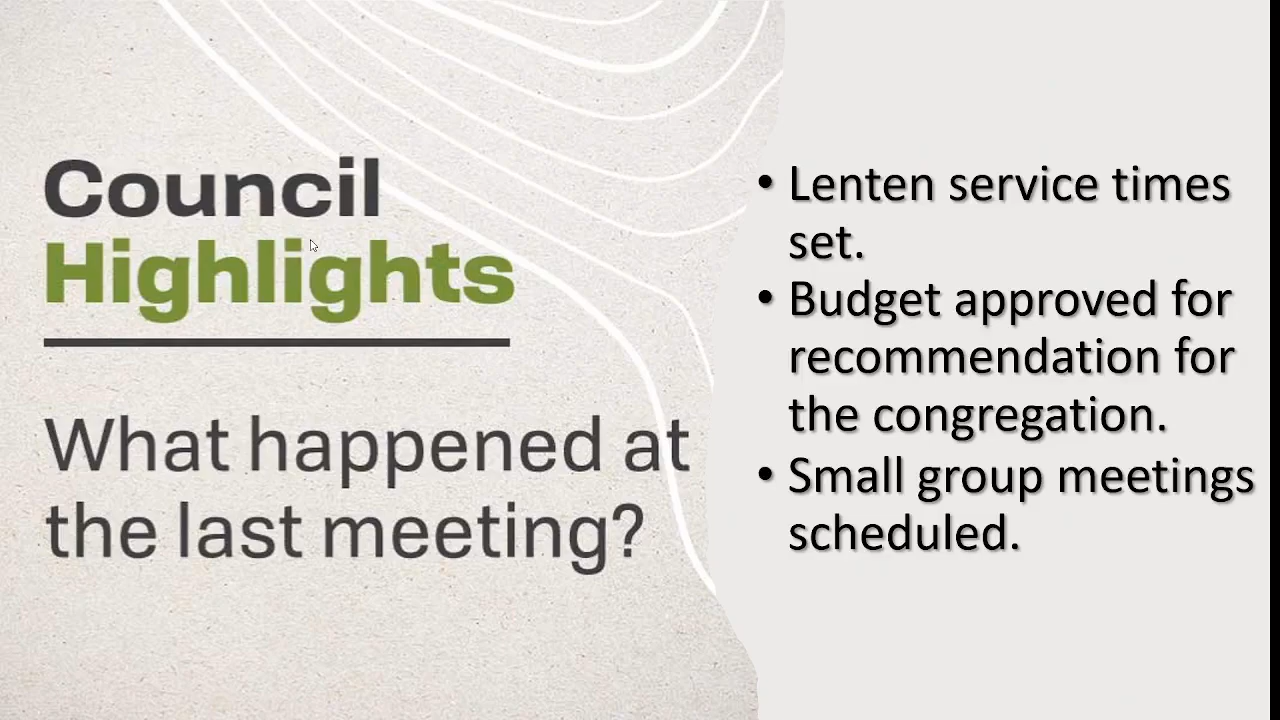 Council
Highlights
What happened at
the last meeting?
• Lenten service times
set.
• Budget approved for
recommendation for
the congregation.
• Small group meetings
scheduled.